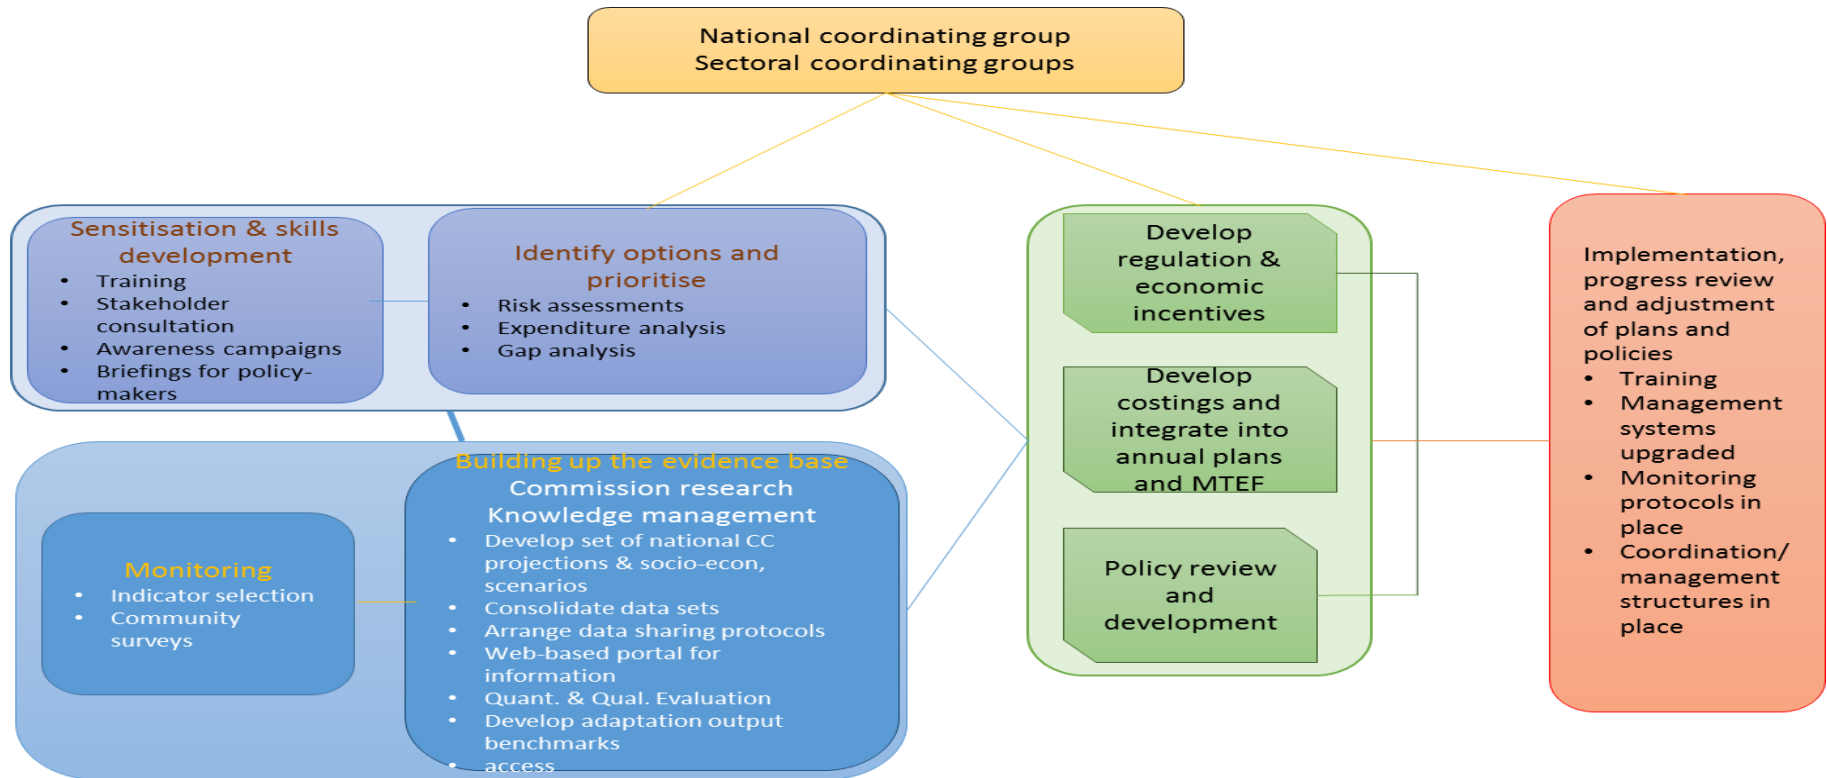 National coordinating group
Sectoral coordinating groups
Sensitisation & skills
development
• Training
• Stakeholder
consultation
• Awareness campaigns
• Briefings for policy-
makers
Identify options and
prioritise
• Risk assessments
• Expenditure analysis
• Gap analysis
Monitoring
• Indicator selection
• Community
surveys
Building up the evidence base
Commission research
Knowledge management
• Develop set of national CC
projections & socio-econ,
scenarios
• Consolidate data sets
• Arrange data sharing protocols
• Web-based portal for
information
• Quant. & Qual. Evaluation
• Develop adaptation output
benchmarks
• access
Develop
regulation &
economic
incentives
Develop
costings and
integrate into
annual plans
and MTEF
Policy review
and
development
Implementation,
progress review
and adjustment
of plans and
policies
• Training
• Management
systems
upgraded
• Monitoring
protocols in
place
• Coordination/
management
structures in
place